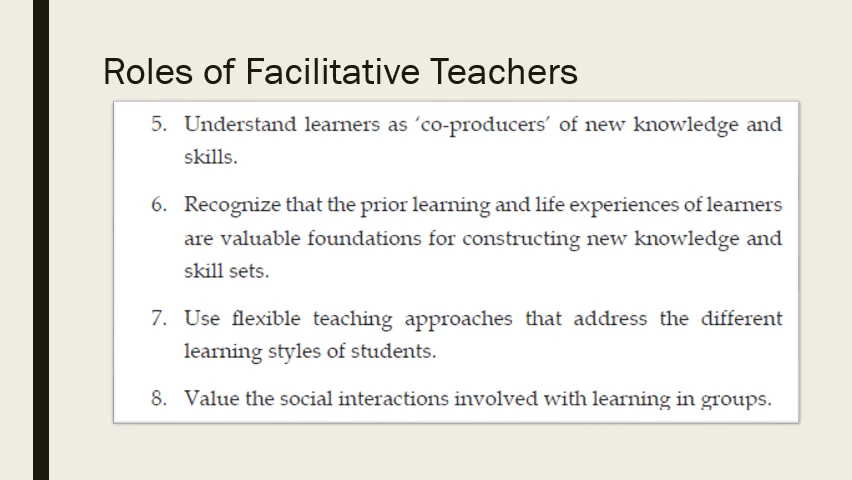 Roles of Facilitative Teachers
5. Understand learners as ‘co-producers’ of new knowledge and
skills.
6. Recognize that the prior learning and life experiences of learners
are valuable foundations for constructing new knowledge and
skill sets.
7. Use flexible teaching approaches that address the different
learning styles of students.
8. Value the social interactions involved with learning in groups.